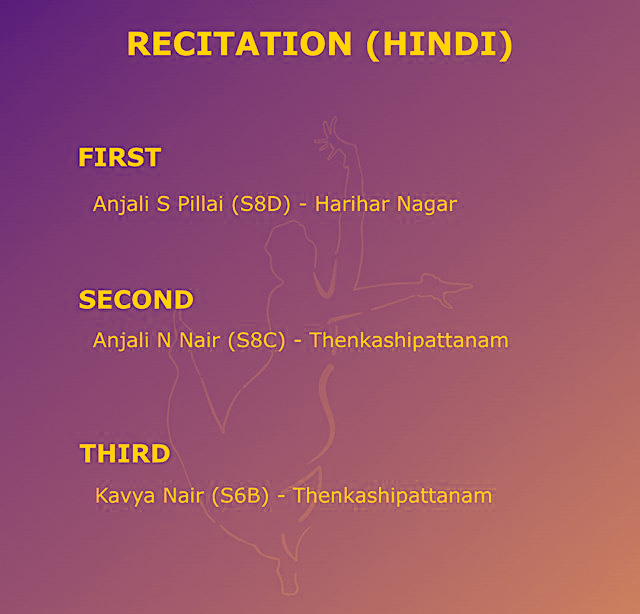 RECITATION (HINDI)
FIRST
Anjali S Pillai (S8D) - Harihar Nagar
SECOND
Anjali N Nair (S8C) - Thenkashipattanam
THIRD
Kavya Nair (S6B) - Thenkashipattanam